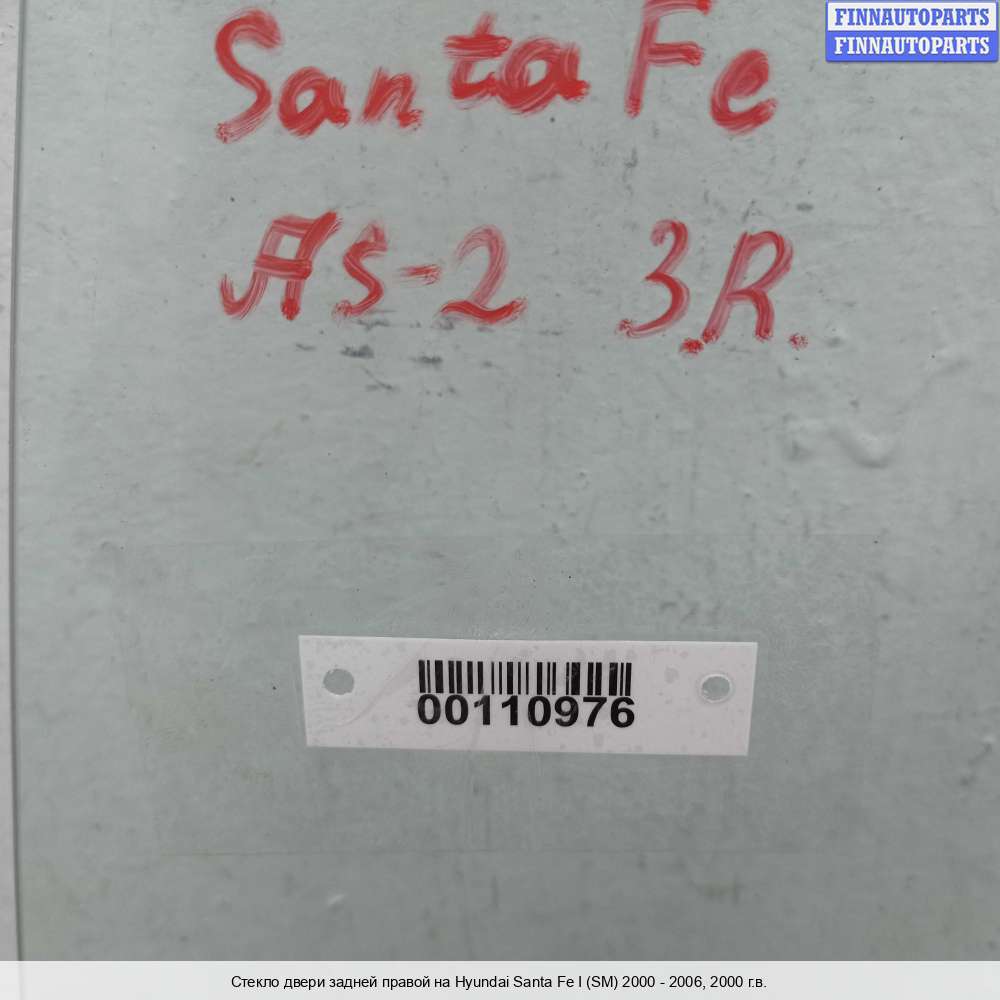 FINNAUTOPARTS
FINNAUTOPARTS
Santa Fe
AS-2 3.R.
00110976
Стекло двери задней правой на Hyundai Santa Fe I (SM) 2000 - 2006, 2000 г.в.